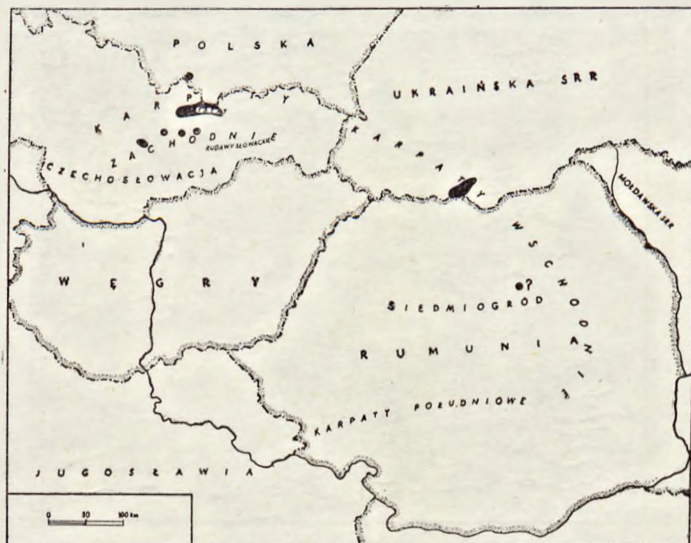 POLSKA
UKRAIŃSKA SRR
KARPATY
ZACHODNIE
RUDAWY SŁOWACKIE
CZECHOSŁOWACJA
KARPATY
WSCHODNIE
MOŁDAWSKA SRR
WĘGRY
?
SIEDMIOGRÓD
RUMUNIA
KARPATY POŁUDNIOWE
JUGOSŁAWIA
0 50 100 km